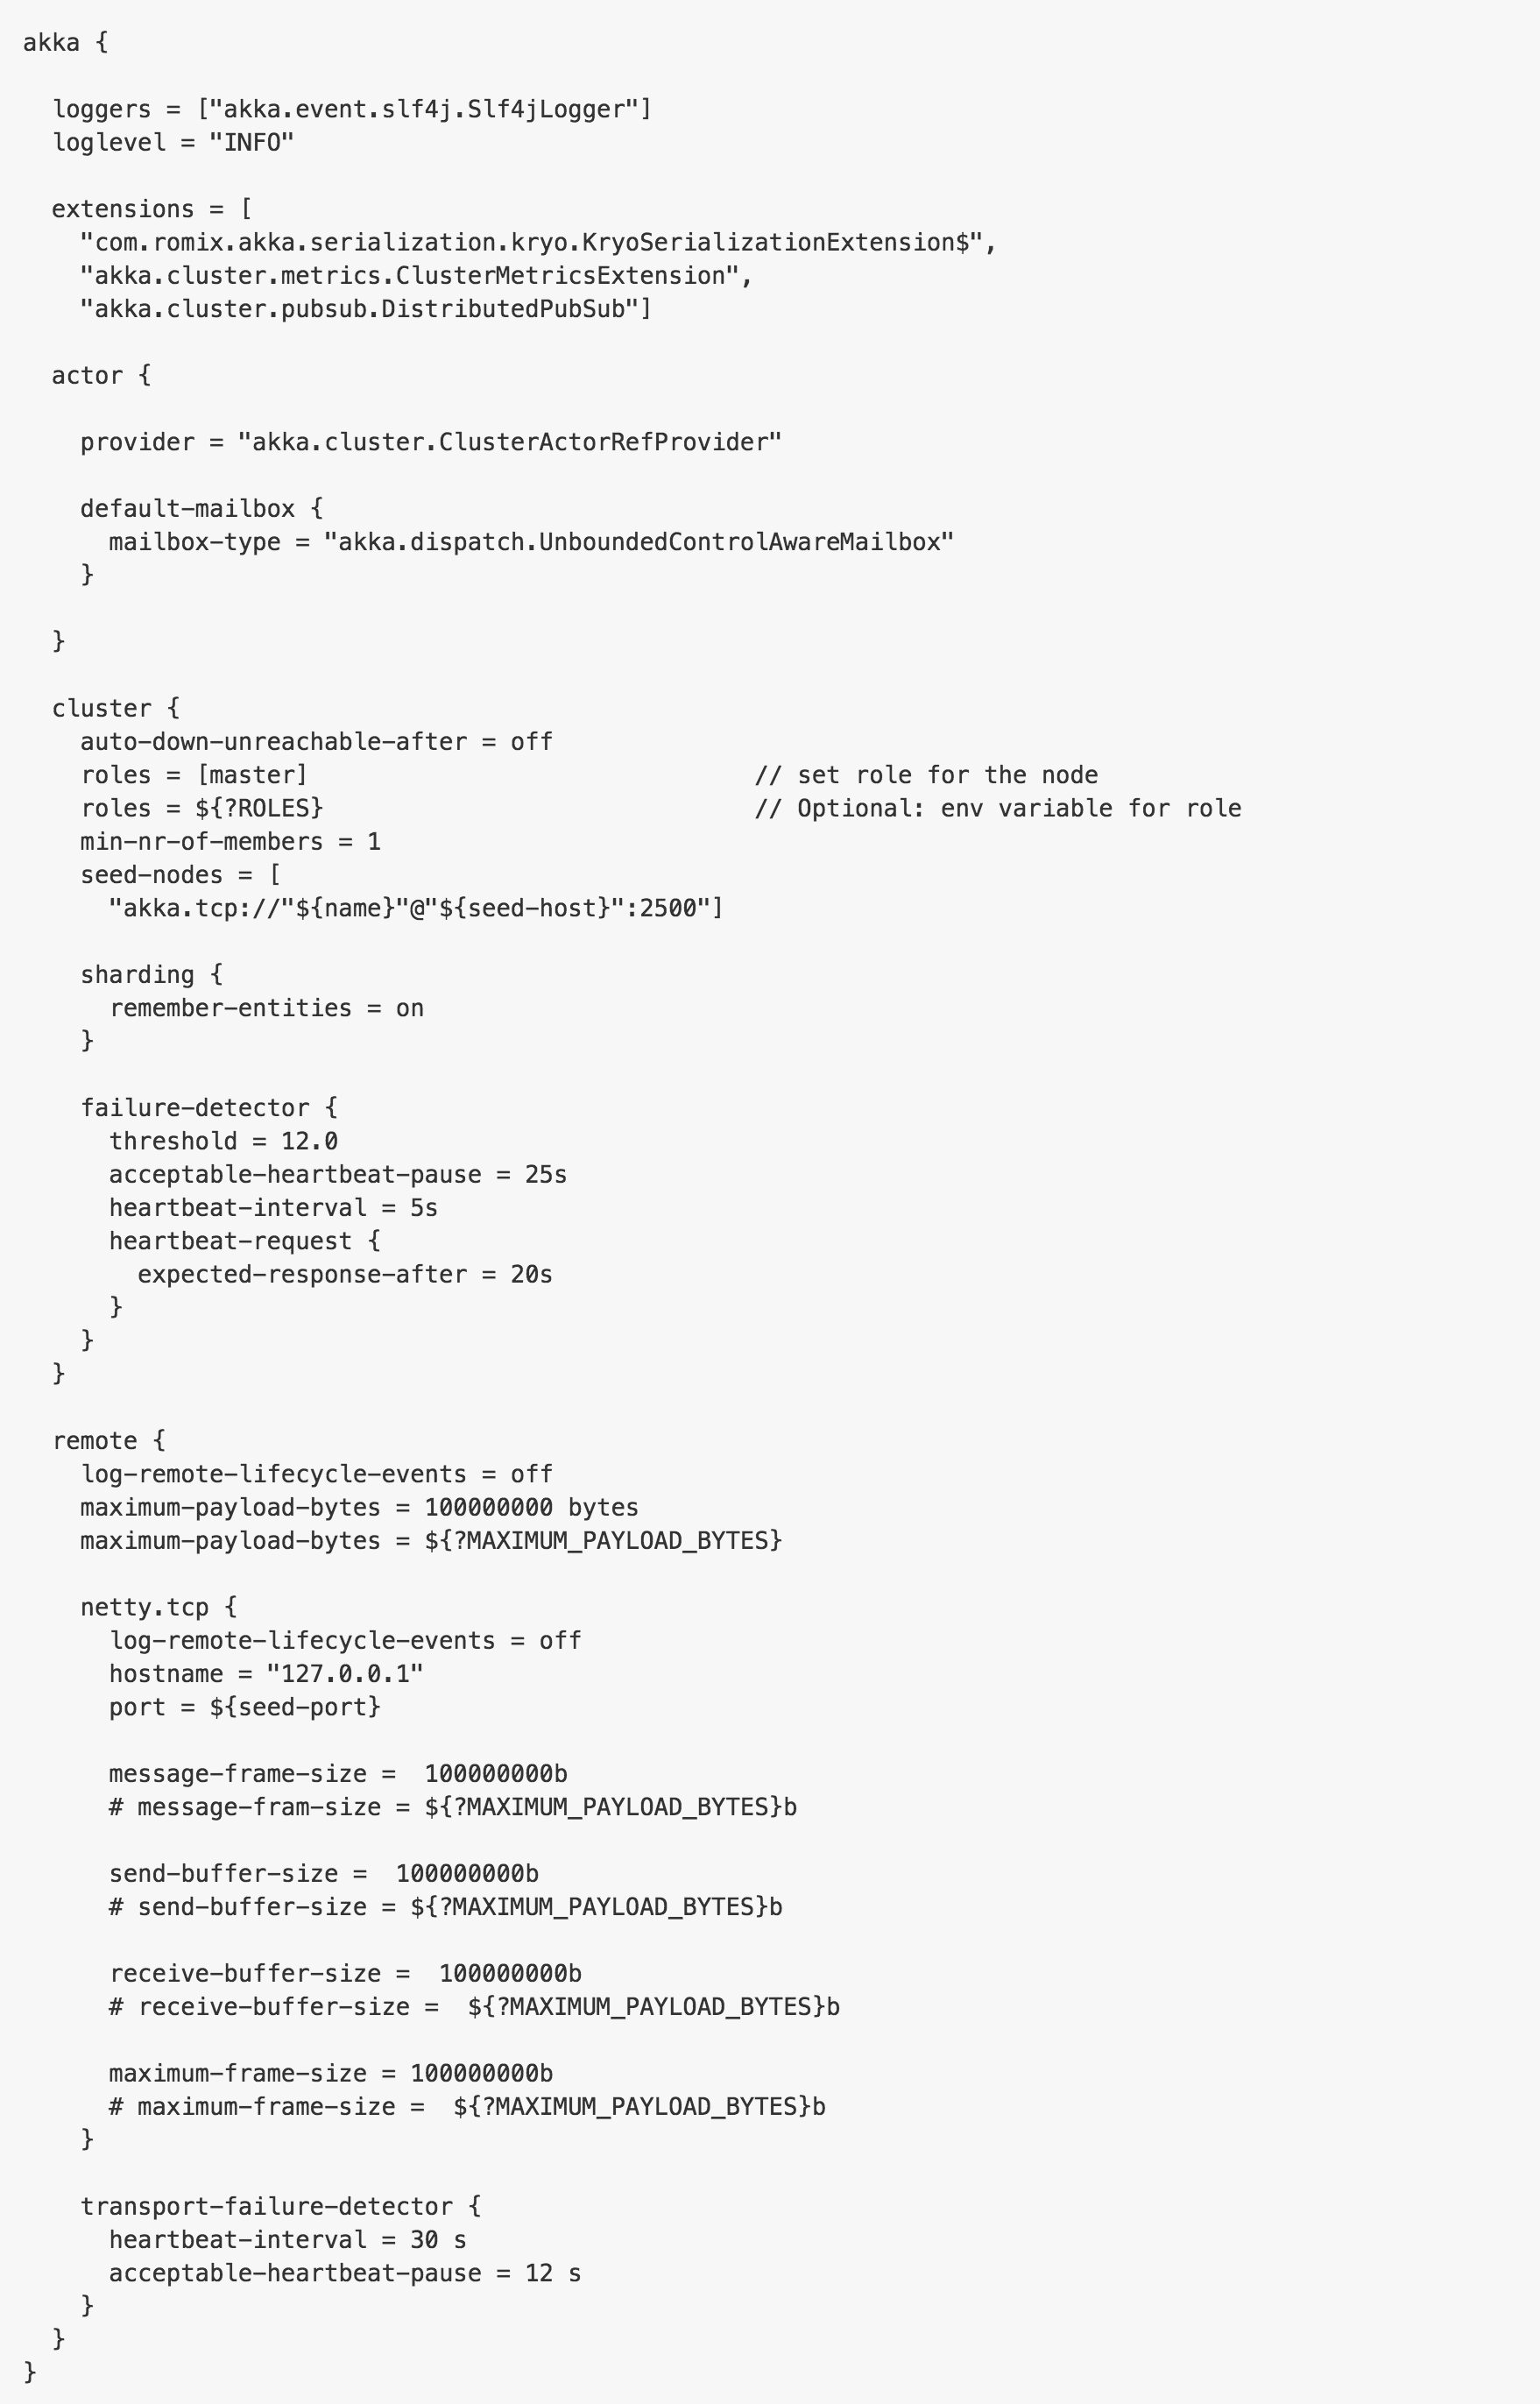 akka {

  loggers = ["akka.event.slf4j.Slf4jLogger"]
  loglevel = "INFO"

  extensions = [
    "com.romix.akka.serialization.kryo.KryoSerializationExtension$",
    "akka.cluster.metrics.ClusterMetricsExtension",
    "akka.cluster.pubsub.DistributedPubSub"]

  actor {

    provider = "akka.cluster.ClusterActorRefProvider"

    default-mailbox {
      mailbox-type = "akka.dispatch.UnboundedControlAwareMailbox"
    }

  }

  cluster {
    auto-down-unreachable-after = off
    roles = [master]                               // set role for the node
    roles = ${?ROLES}                              // Optional: env variable for role
    min-nr-of-members = 1
    seed-nodes = [
      "akka.tcp://"${name}"@"${seed-host}":2500"]

    sharding {
      remember-entities = on
    }

    failure-detector {
      threshold = 12.0
      acceptable-heartbeat-pause = 25s
      heartbeat-interval = 5s
      heartbeat-request {
        expected-response-after = 20s
      }
    }
  }

  remote {
    log-remote-lifecycle-events = off
    maximum-payload-bytes = 100000000 bytes
    maximum-payload-bytes = ${?MAXIMUM_PAYLOAD_BYTES}

    netty.tcp {
      log-remote-lifecycle-events = off
      hostname = "127.0.0.1"
      port = ${seed-port}

      message-frame-size =  100000000b
      # message-fram-size = ${?MAXIMUM_PAYLOAD_BYTES}b

      send-buffer-size =  100000000b
      # send-buffer-size = ${?MAXIMUM_PAYLOAD_BYTES}b

      receive-buffer-size =  100000000b
      # receive-buffer-size =  ${?MAXIMUM_PAYLOAD_BYTES}b

      maximum-frame-size = 100000000b
      # maximum-frame-size =  ${?MAXIMUM_PAYLOAD_BYTES}b
    }

    transport-failure-detector {
      heartbeat-interval = 30 s
      acceptable-heartbeat-pause = 12 s
    }
  }
}